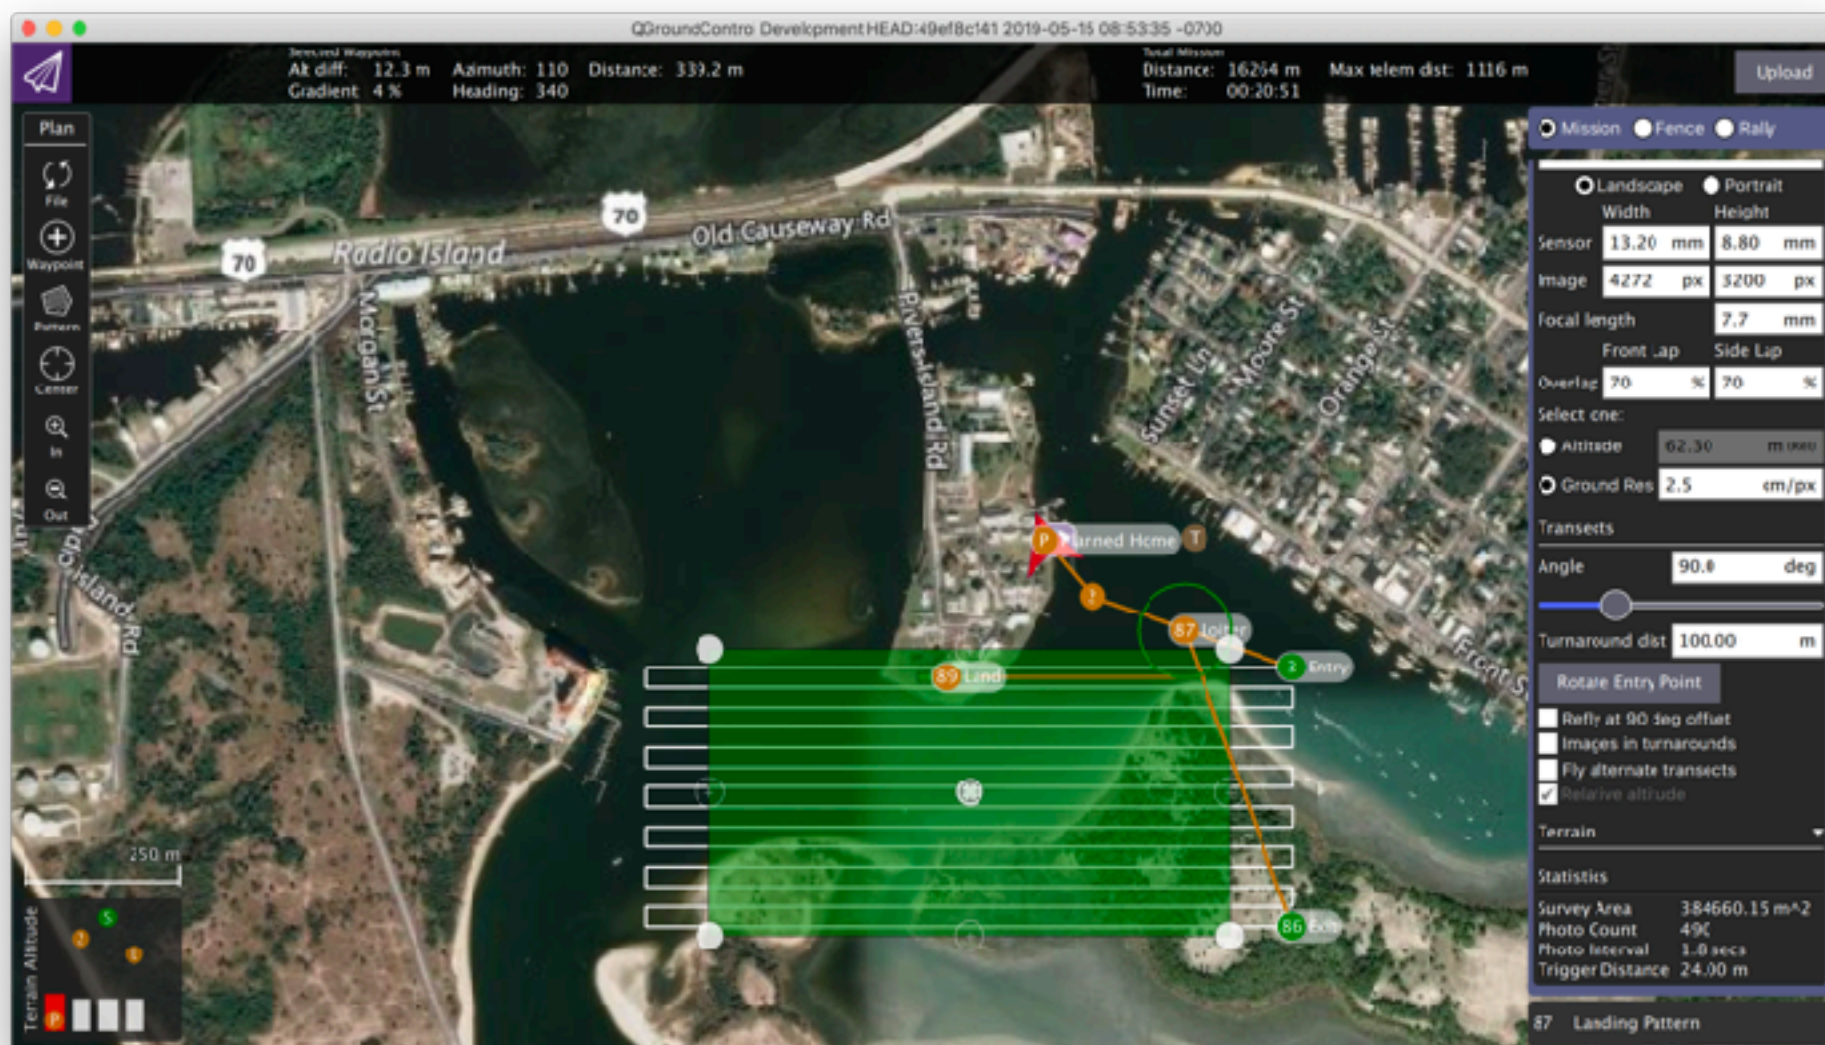 QGroundContro Development HEAD:49ef8c141 2019-05-15 08:53:35 -0700
Selected Waypoint
Alt diff: 12.3 m Azimuth: 110 Distance: 339.2 m
Gradient 4 % Heading: 340
Total Mission
Distance: 16264 m Max telem dist: 1116 m
Time: 00:20:51
Upload
Plan
File
Waypoint
Pattern
Center
In
Out
Mission Fence Rally
Landscape Portrait
Width Height
Sensor 13.20 mm 8.80 mm
Image 4272 px 3200 px
Focal length 7.7 mm
Front Lap Side Lap
Overlap 70 % 70 %
Select one:
Altitude 62.30 m
Ground Res 2.5 cm/px
Transects
Angle 90.0 deg
Turnaround dist 100.00 m
Rotate Entry Point
Refly at 90 deg offset
Images in turnarounds
Fly alternate transects
Relative altitude
Terrain
Statistics
Survey Area 384660.15 m^2
Photo Count 490
Photo Interval 1.0 secs
Trigger Distance 24.00 m
87 Landing Pattern
70
70
Radio Island
Old Causeway Rd
Morgan St
Rivers Island Rd
Sunset Ln
Moore St
Orange St
Front S
Island Rd
P Planned Home T
87 Loiter
Entry
89 Land
86 Exit
250 m
Terrain Altitude
S
2
P